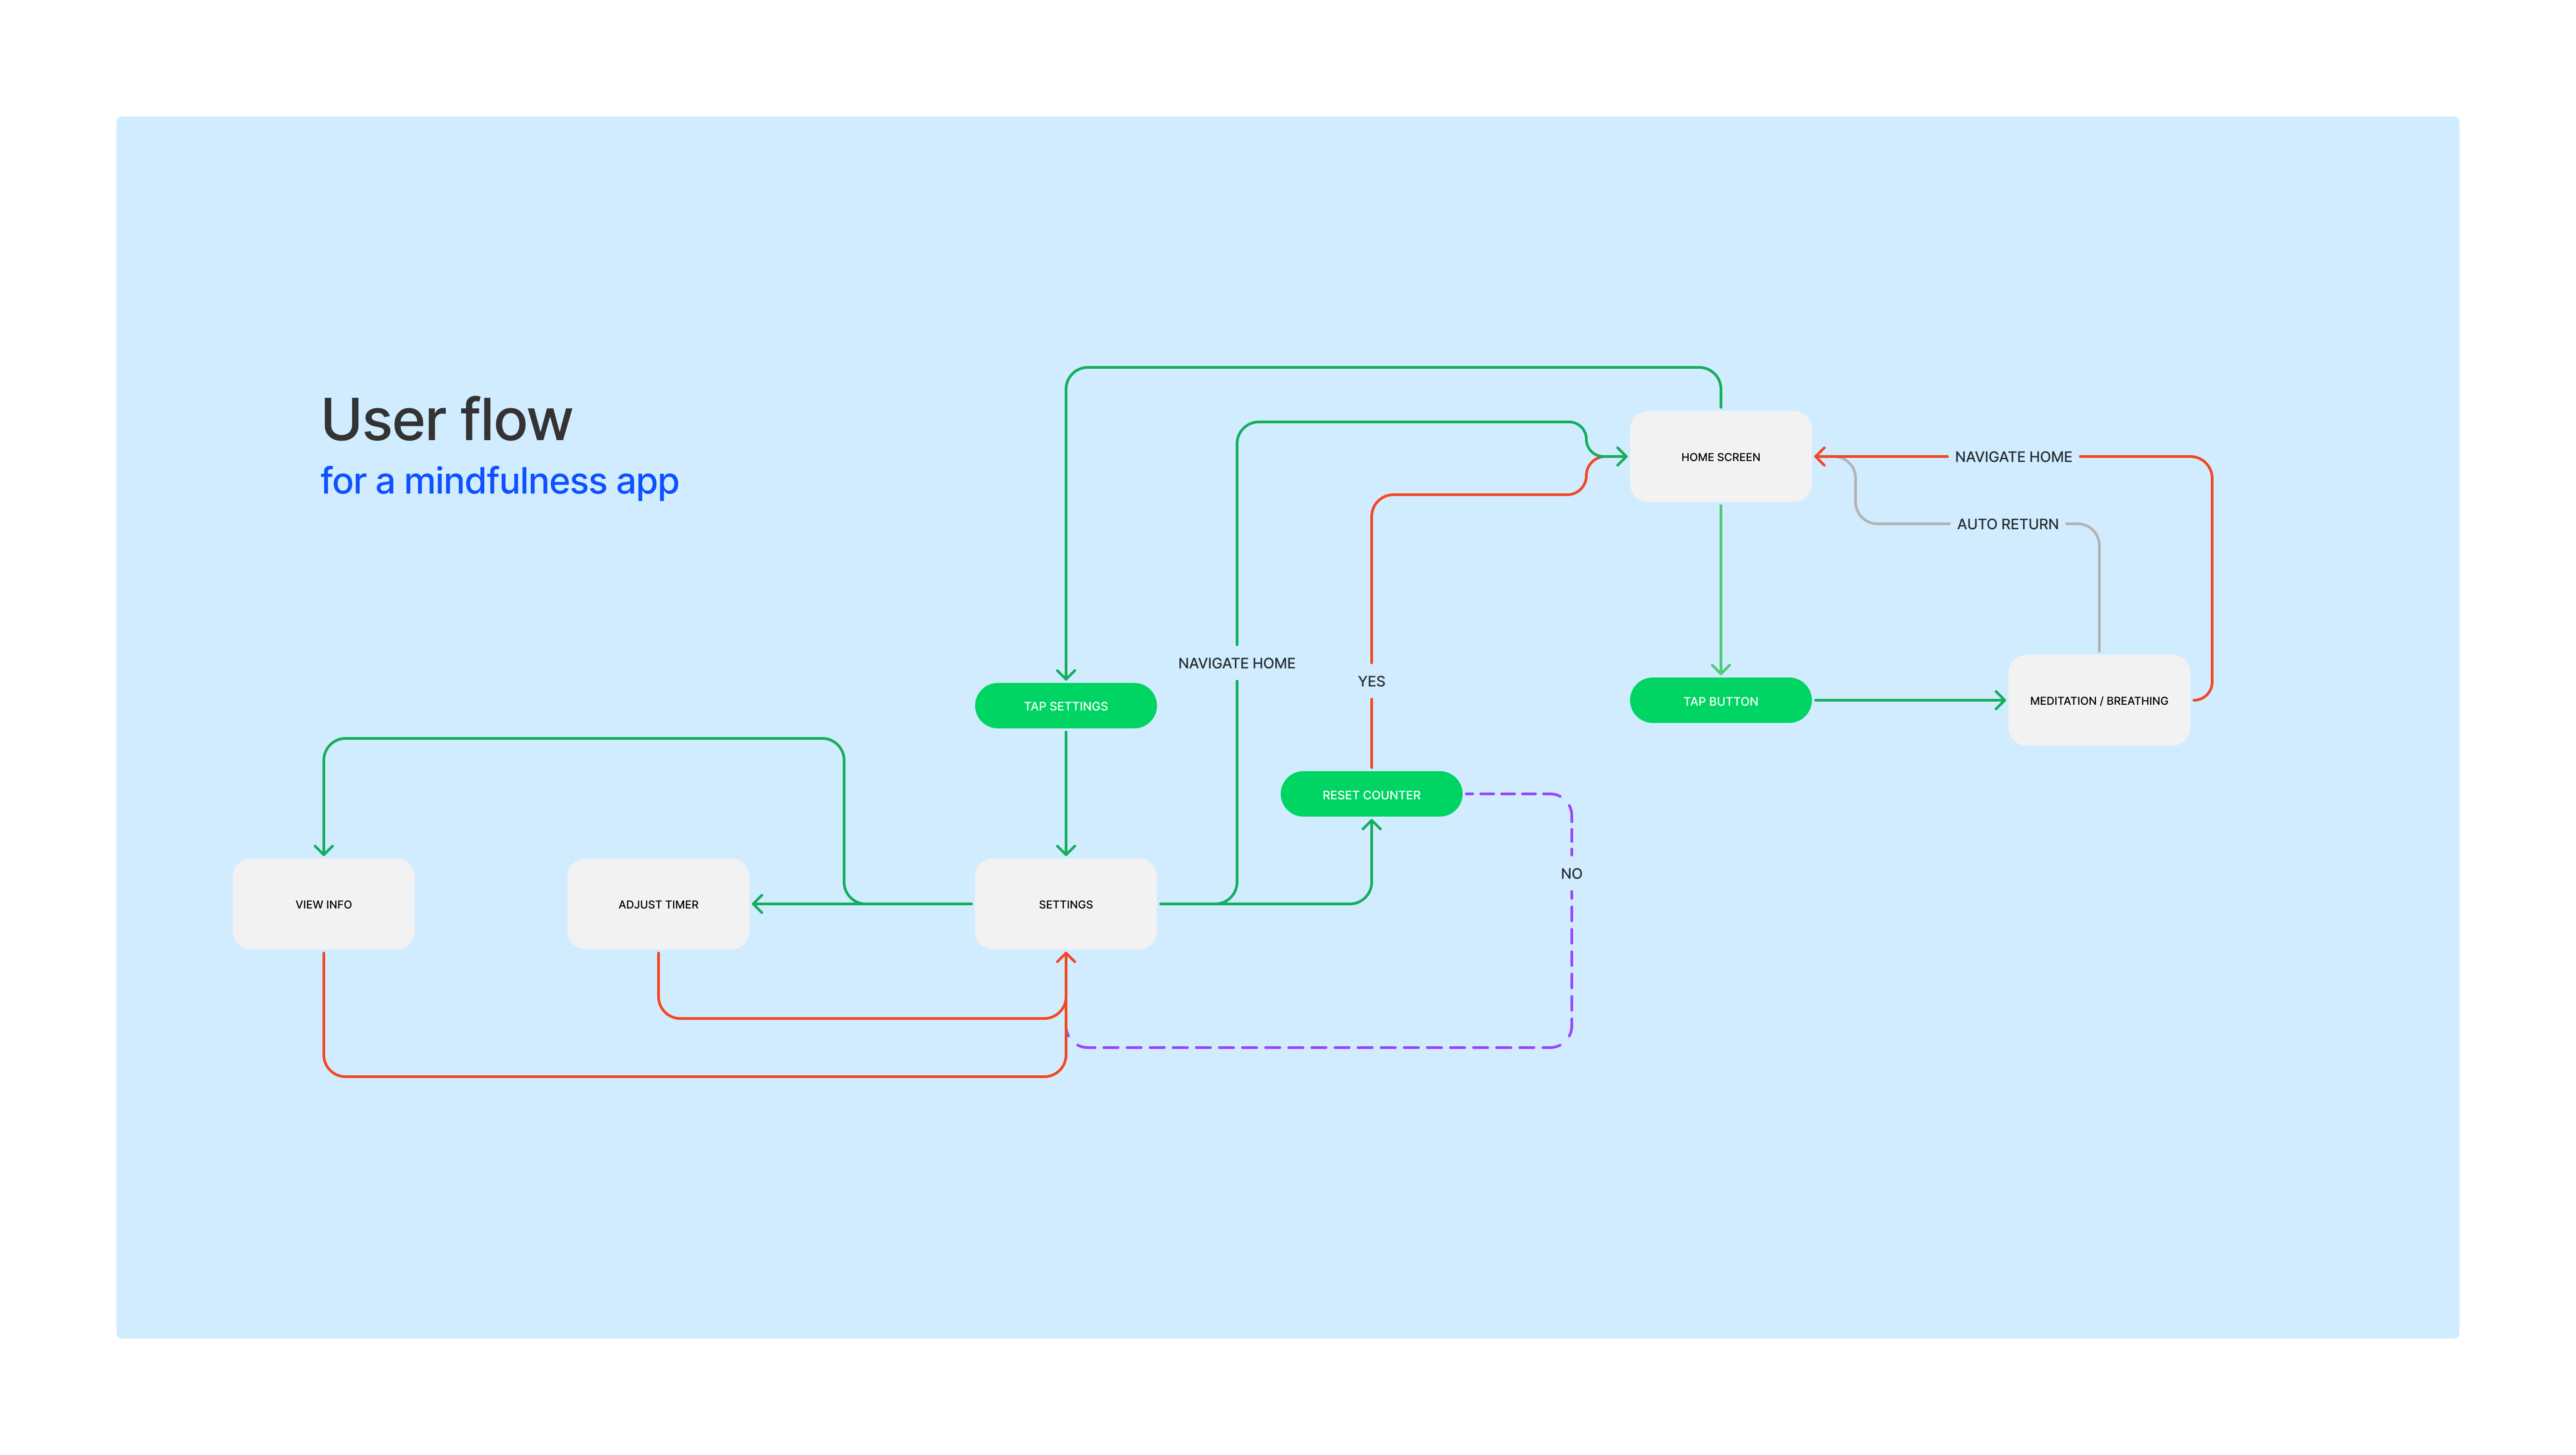 User flow
for a mindfulness app
HOME SCREEN
NAVIGATE HOME
AUTO RETURN
NAVIGATE HOME
YES
TAP SETTINGS
TAP BUTTON
MEDITATION / BREATHING
RESET COUNTER
NO
VIEW INFO
ADJUST TIMER
SETTINGS